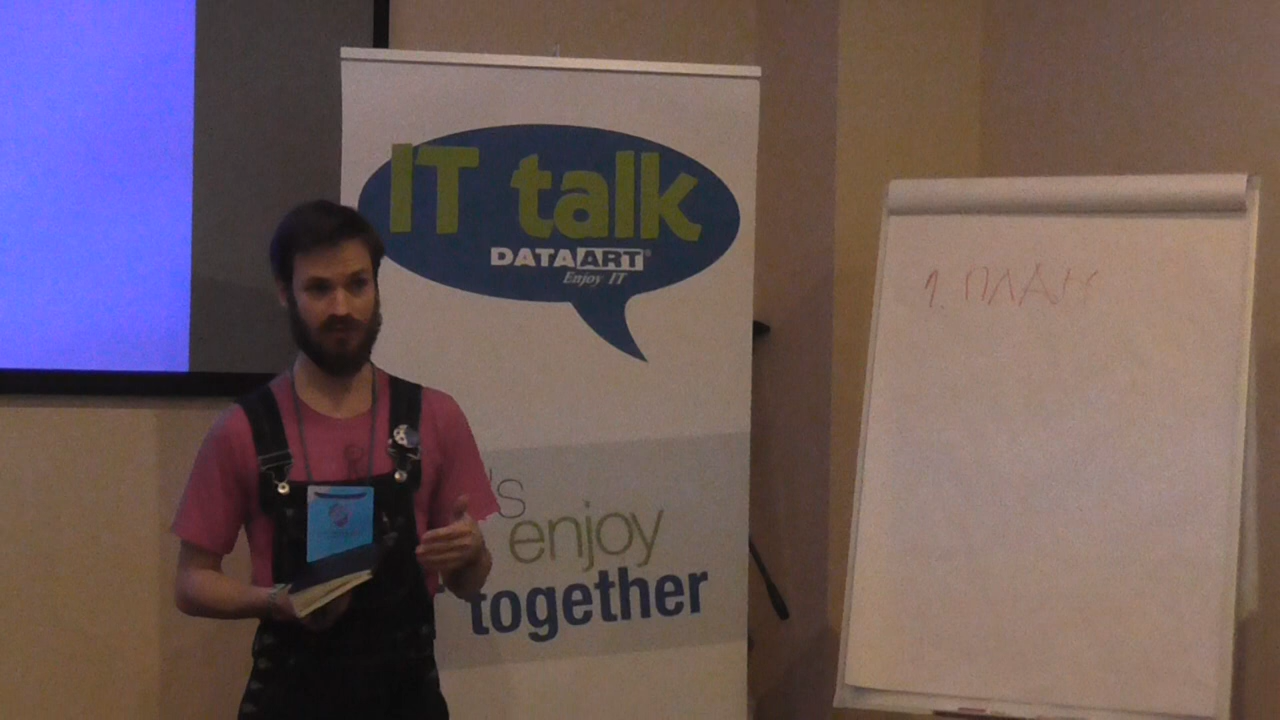 IT talk
DATAART®
Enjoy IT
's
enjoy
together
1. ПЛАН